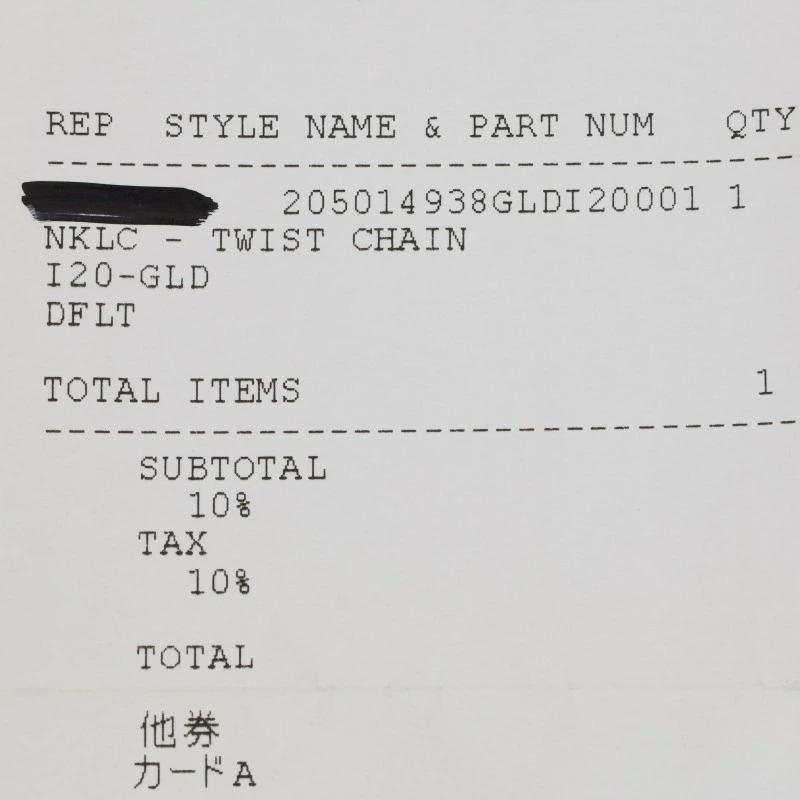 REP STYLE NAME & PART NUM QTY
205014938GLDI20001 1
NKLC - TWIST CHAIN
I20-GLD
DFLT
TOTAL ITEMS 1
SUBTOTAL
10%
TAX
10%
TOTAL
他券
カードA